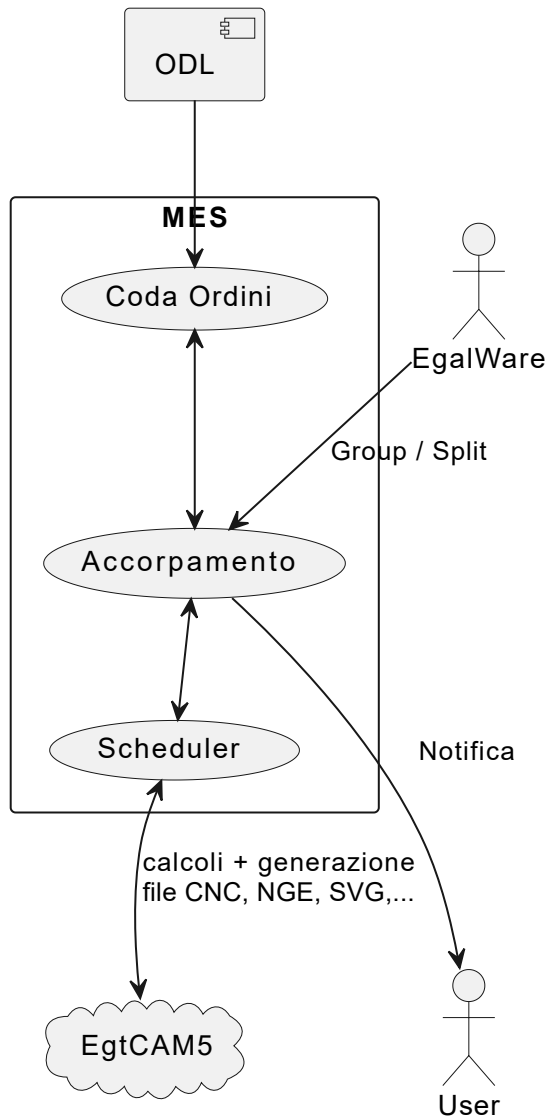 ODL
MES
Coda Ordini
EgalWare
Group / Split
Accorpamento
Scheduler
Notifica
calcoli + generazione
file CNC, NGE, SVG,...
EgtCAM5
User